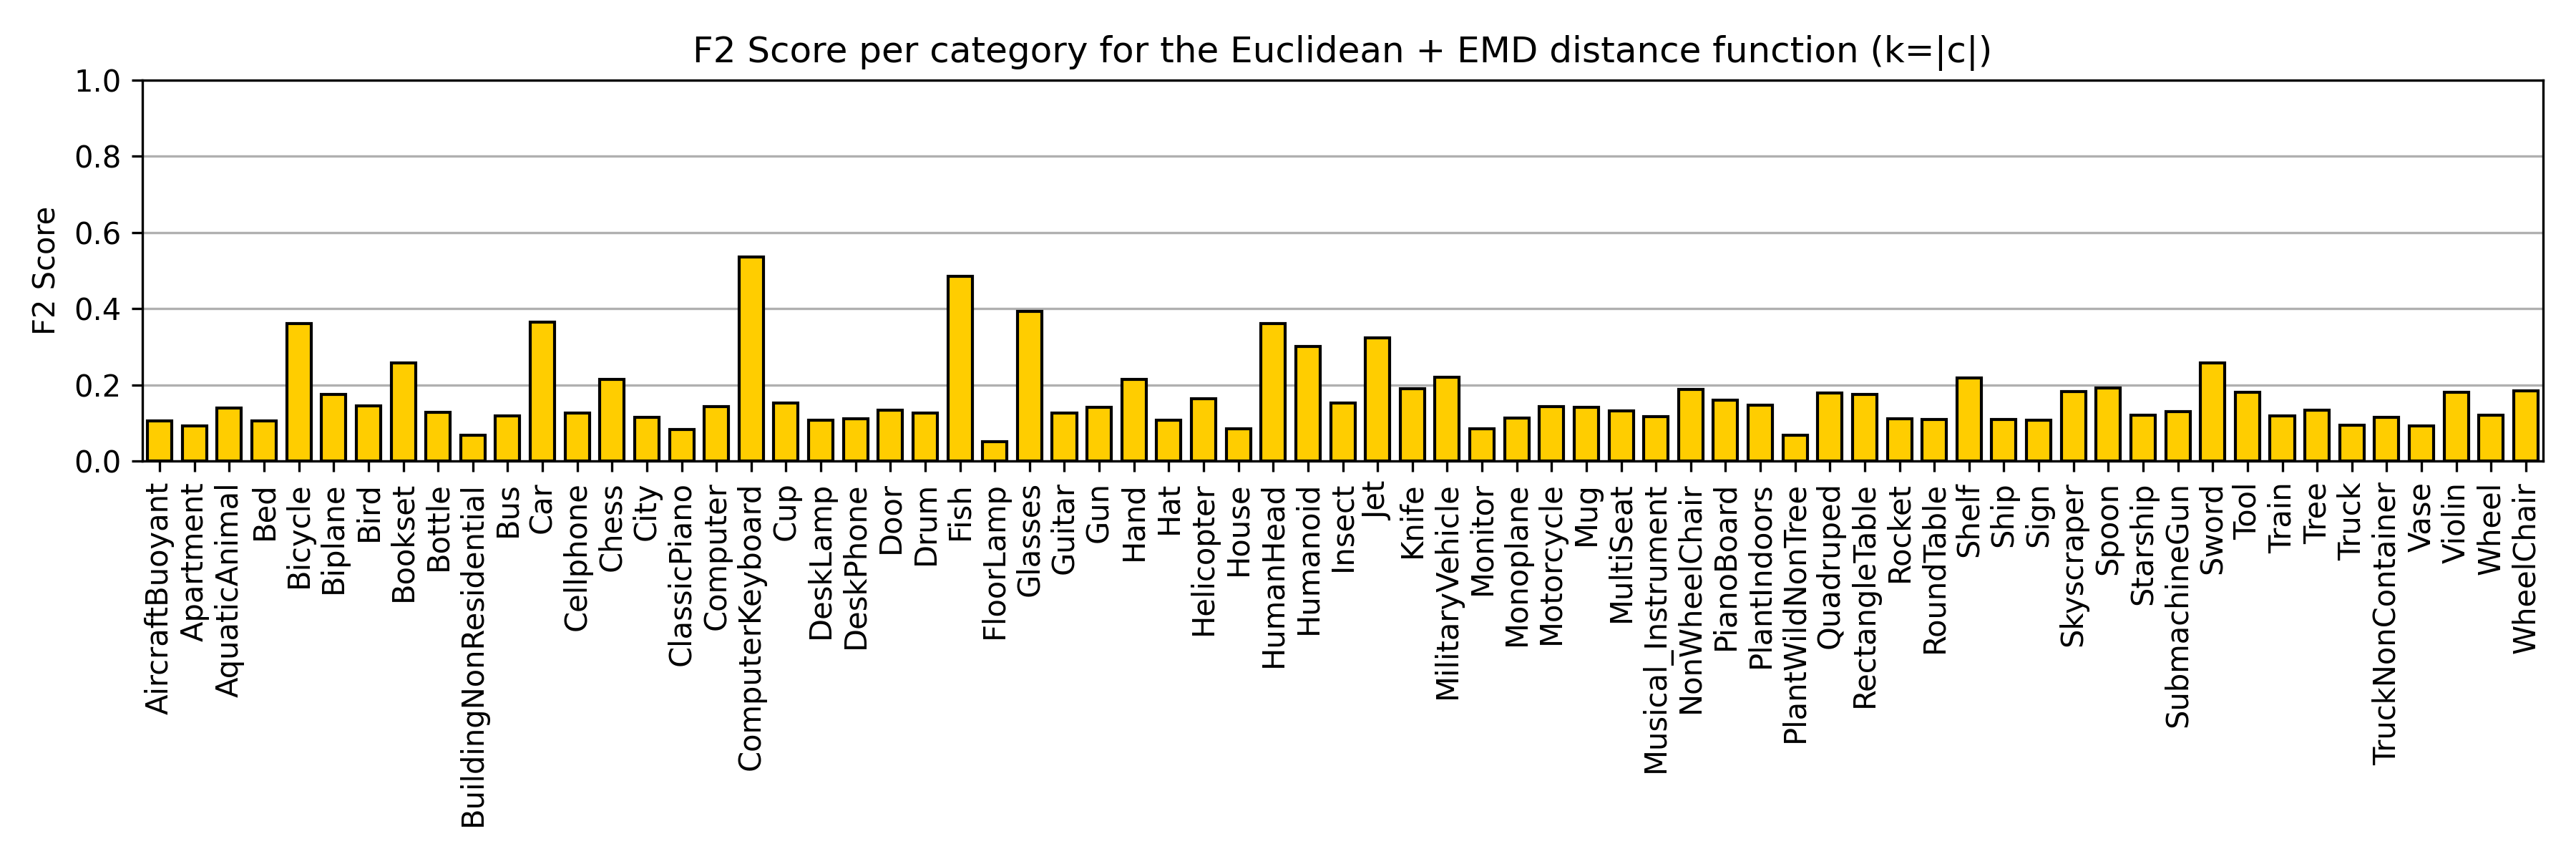 F2 Score per category for the Euclidean + EMD distance function (k=|c|)
F2 Score
1.0
0.8
0.6
0.4
0.2
0.0
AircraftBuoyant
Apartment
AquaticAnimal
Bed
Bicycle
Biplane
Bird
Bookset
Bottle
BuildingNonResidential
Bus
Car
Cellphone
Chess
City
ClassicPiano
Computer
ComputerKeyboard
Cup
DeskLamp
DeskPhone
Door
Drum
Fish
FloorLamp
Glasses
Guitar
Gun
Hand
Hat
Helicopter
House
HumanHead
Humanoid
Insect
Jet
Knife
MilitaryVehicle
Monitor
Monoplane
Motorcycle
Mug
MultiSeat
Musical_Instrument
NonWheelChair
PianoBoard
PlantIndoors
PlantWildNonTree
Quadruped
RectangleTable
Rocket
RoundTable
Shelf
Ship
Sign
Skyscraper
Spoon
Starship
SubmachineGun
Sword
Tool
Train
Tree
Truck
TruckNonContainer
Vase
Violin
Wheel
WheelChair